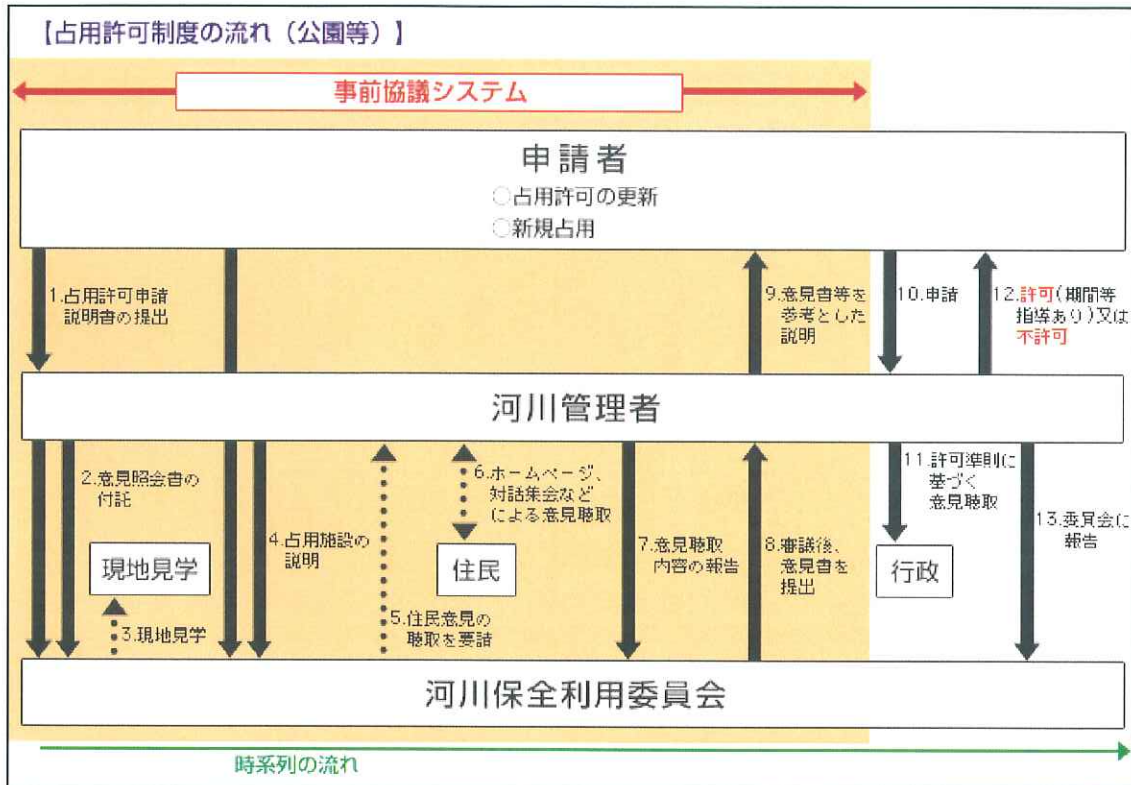 【占用許可制度の流れ（公園等）】
事前協議システム
申請者
○占用許可の更新
○新規占用
1.占用許可申請
説明書の提出
9.意見書等を
参考とした
説明
10.申請
12.許可(期間等
指導あり)又は
不許可
河川管理者
2.意見照会書の
付託
4.占用施設の
説明
6.ホームページ、
対話集会など
による意見聴取
7.意見聴取
内容の報告
8.審議後、
意見書を
提出
11.許可準則に
基づく
意見聴取
13.委員会に
報告
現地見学
住民
行政
3.現地見学
5.住民意見の
聴取を要請
河川保全利用委員会
時系列の流れ